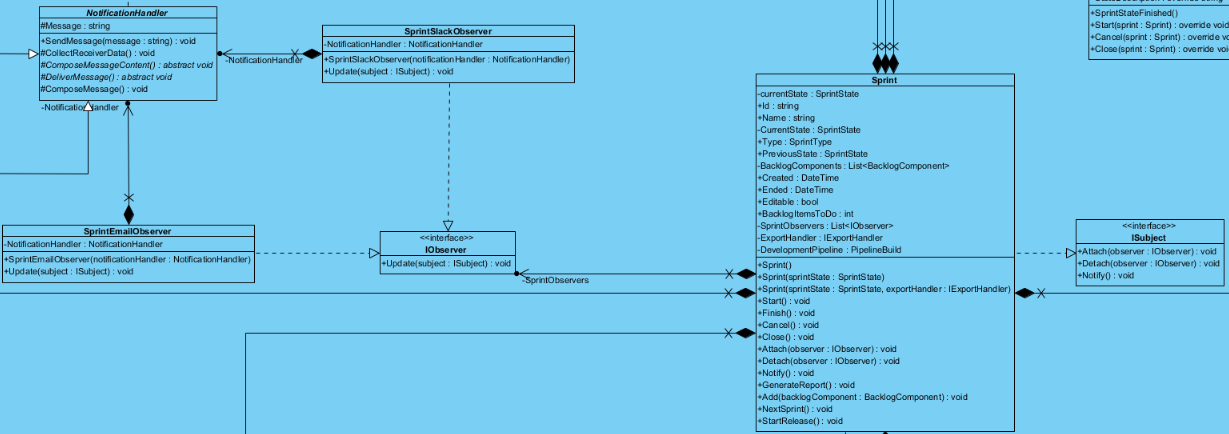 NotificationHandler
#Message : string
+SendMessage(message : string) : void
#CollectReceiverData() : void
#ComposeMessageContent() : abstract void
#DeliverMessage() : abstract void
#ComposeMessage() : void
-NotificationHandler
-NotificationHandler
SprintSlackObserver
-NotificationHandler : NotificationHandler
+SprintSlackObserver(notificationHandler : NotificationHandler)
+Update(subject : ISubject) : void
+SprintStateFinished()
+Start(sprint : Sprint) : override void
+Cancel(sprint : Sprint) : override
+Close(sprint : Sprint) : override
SprintEmailObserver
-NotificationHandler : NotificationHandler
+SprintEmailObserver(notificationHandler : NotificationHandler)
+Update(subject : ISubject) : void
<<interface>>
IObserver
+Update(subject : ISubject) : void
-SprintObservers
Sprint
-currentState : SprintState
+Id : string
+Name : string
-CurrentState : SprintState
+Type : SprintType
+PreviousState : SprintState
-BacklogComponents : List<BacklogComponent>
+Created : DateTime
+Ended : DateTime
+Editable : bool
+BacklogItemsToDo : int
-SprintObservers : List<IObserver>
-ExportHandler : IExportHandler
-DevelopmentPipeline : PipelineBuild
+Sprint()
+Sprint(sprintState : SprintState)
+Sprint(sprintState : SprintState, exportHandler : IExportHandler)
+Start() : void
+Finish() : void
+Cancel() : void
+Close() : void
+Attach(observer : IObserver) : void
+Detach(observer : IObserver) : void
+Notify() : void
+GenerateReport() : void
+Add(backlogComponent : BacklogComponent) : void
+NextSprint() : void
+StartRelease() : void
<<interface>>
ISubject
+Attach(observer : IObserver) : void
+Detach(observer : IObserver) : void
+Notify() : void